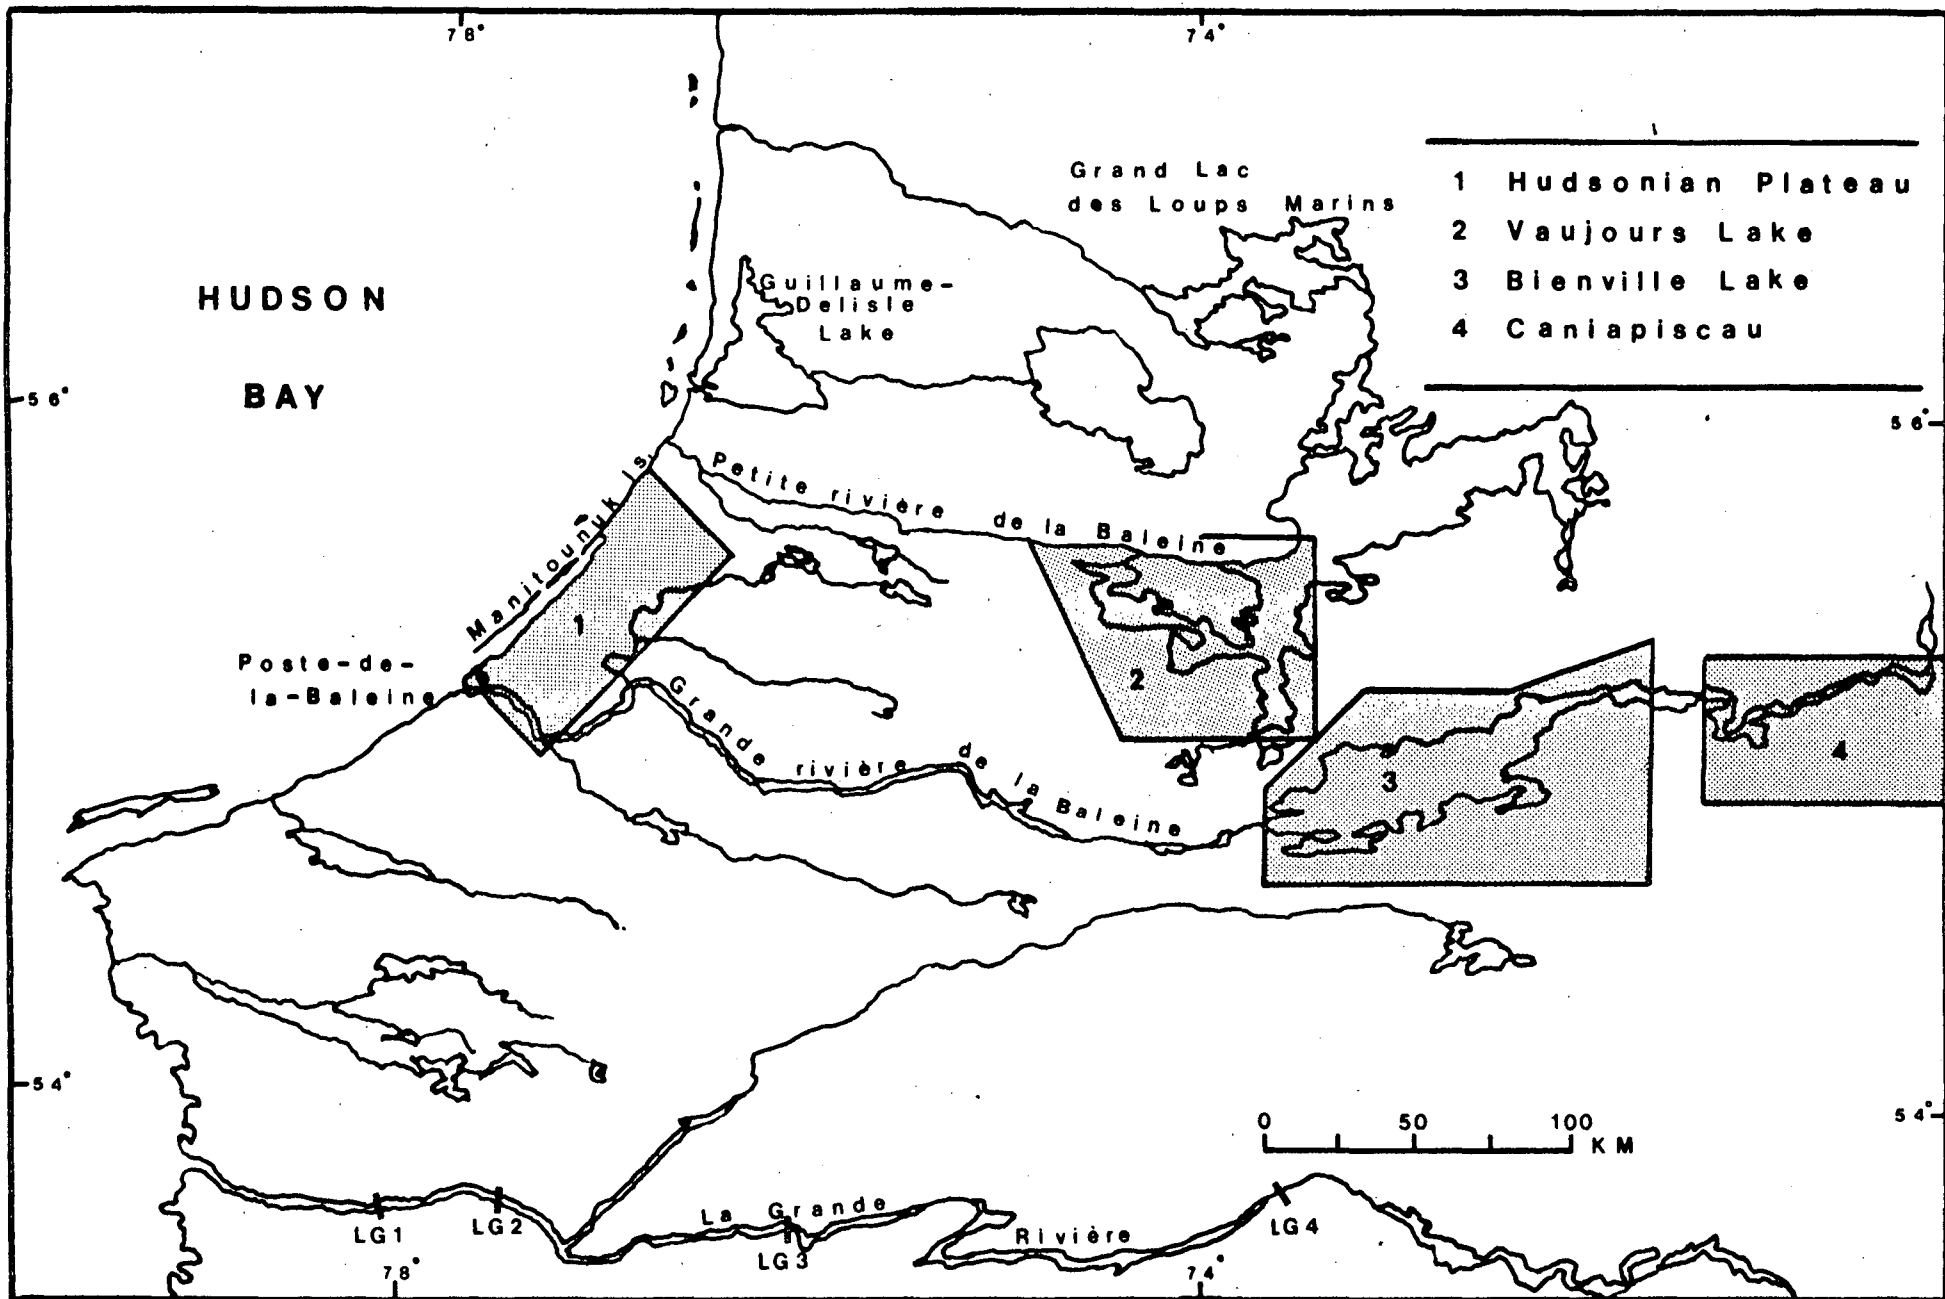 78°
74°
Grand Lac
des Loups Marins
1 Hudsonian Plateau
2 Vaujours Lake
3 Bienville Lake
4 Caniapiscau
HUDSON
BAY
Guillaume-
Delisle
Lake
56°
56°
Manitounuk Is.
Petite rivière de la Baleine
1
2
3
4
Poste-de-
la-Baleine
Grande rivière de la Baleine
54°
54°
0 50 100
KM
La Grande Rivière
LG1
LG2
LG3
LG4
78°
74°